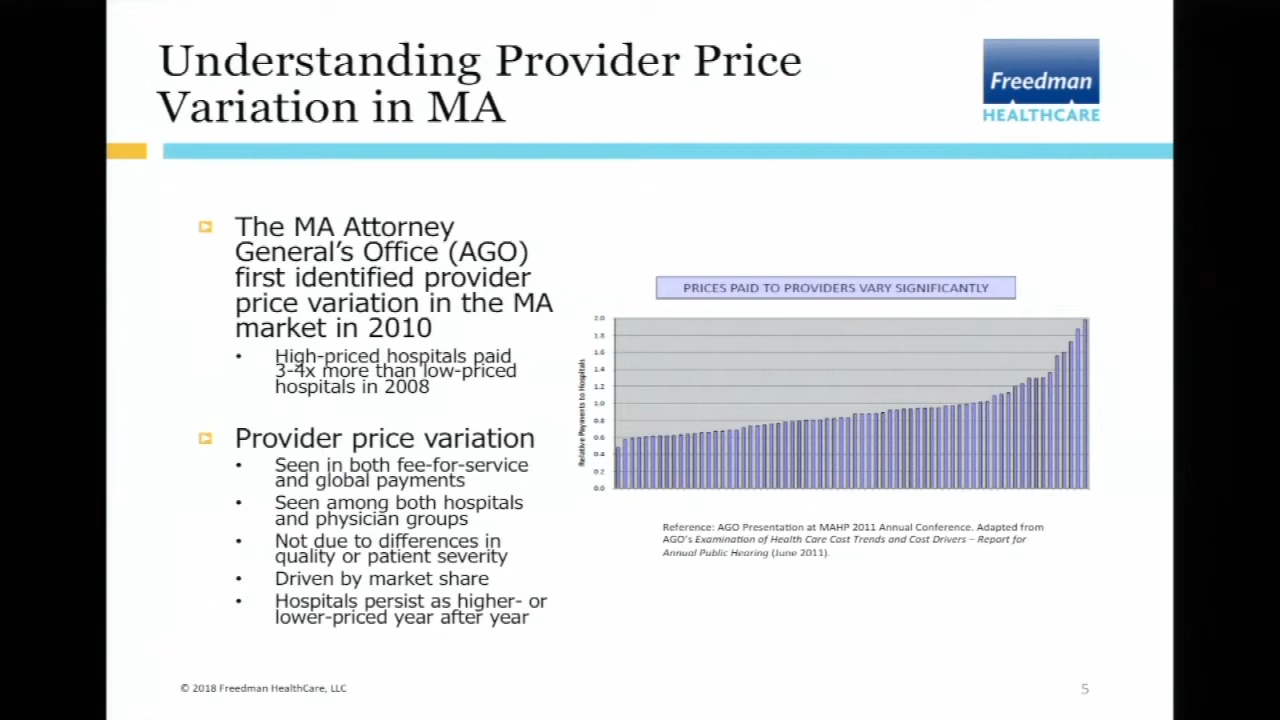 Understanding Provider Price
Variation in MA
Freedman
HEALTHCARE
The MA Attorney
General's Office (AGO)
first identified provider
price variation in the MA
market in 2010
• High-priced hospitals paid
3-4x more than low-priced
hospitals in 2008
Provider price variation
• Seen in both fee-for-service
and global payments
• Seen among both hospitals
and physician groups
• Not due to differences in
quality or patient severity
• Driven by market share
• Hospitals persist as higher- or
lower-priced year after year
PRICES PAID TO PROVIDERS VARY SIGNIFICANTLY
Relative Payments to Hospitals
2.0
1.8
1.6
1.4
1.2
1.0
0.8
0.6
0.4
0.2
0.0
Reference: AGO Presentation at MAHP 2011 Annual Conference. Adapted from
AGO's Examination of Health Care Cost Trends and Cost Drivers – Report for
Annual Public Hearing (June 2011).
© 2018 Freedman HealthCare, LLC
5